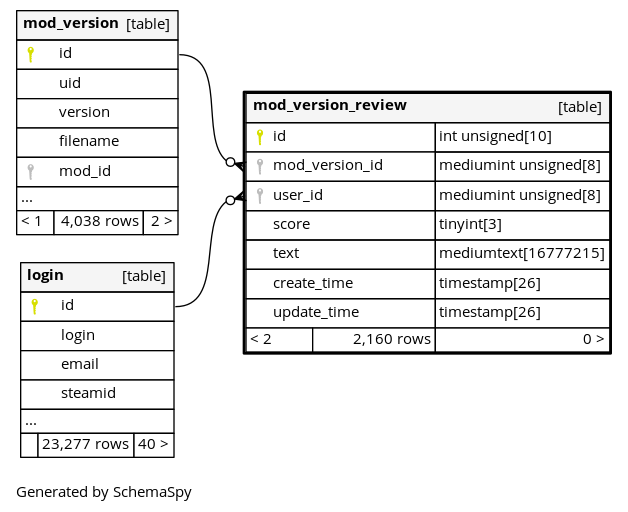 mod_version [table]
id
uid
version
filename
mod_id
...
< 1 4,038 rows 2 >
login [table]
id
login
email
steamid
...
23,277 rows 40 >
mod_version_review [table]
id int unsigned[10]
mod_version_id mediumint unsigned[8]
user_id mediumint unsigned[8]
score tinyint[3]
text mediumtext[16777215]
create_time timestamp[26]
update_time timestamp[26]
< 2 2,160 rows 0 >
Generated by SchemaSpy